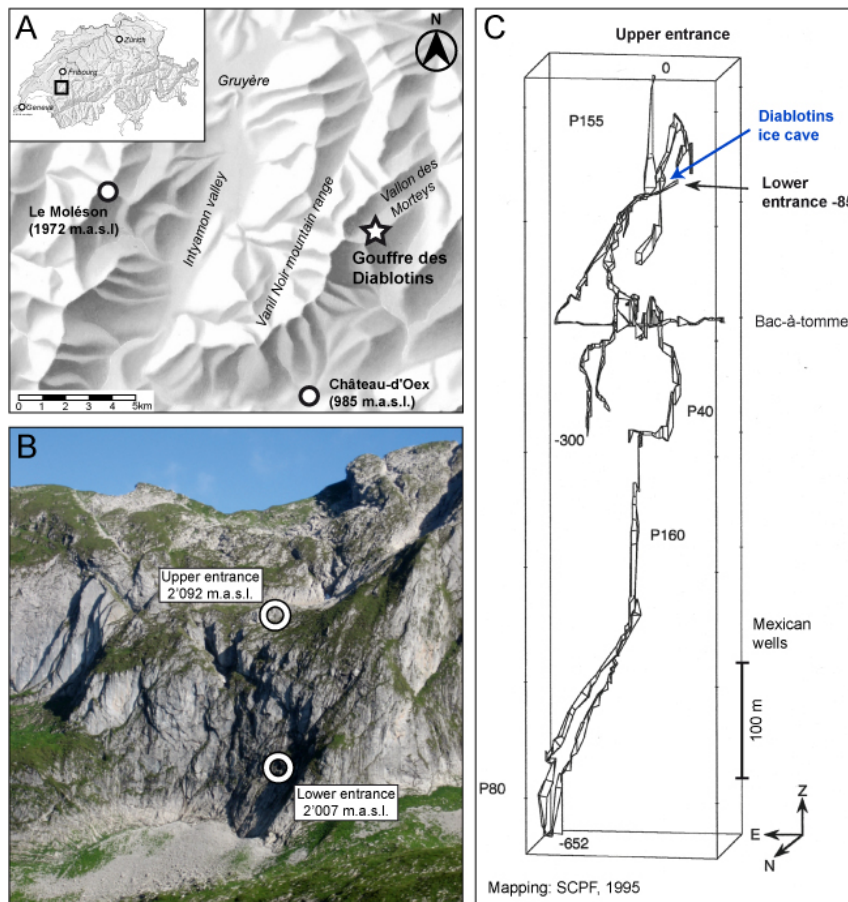 A
N
Zürich
Fribourg
Geneva
Gruyère
Le Moléson
(1972 m.a.s.l)
Intyamon valley
Vanil Noir mountain range
Vallon des
Morteys
Gouffre des
Diablotins
Château-d'Oex
(985 m.a.s.l.)
0 1 2 3 4 5km
B
Upper entrance
2'092 m.a.s.l.
Lower entrance
2'007 m.a.s.l.
C
Upper entrance
0
P155
Diablotins
ice cave
Lower
entrance -85
Bac-à-tomme
P40
-300
P160
Mexican
wells
100 m
P80
-652
Z
E
N
Mapping: SCPF, 1995